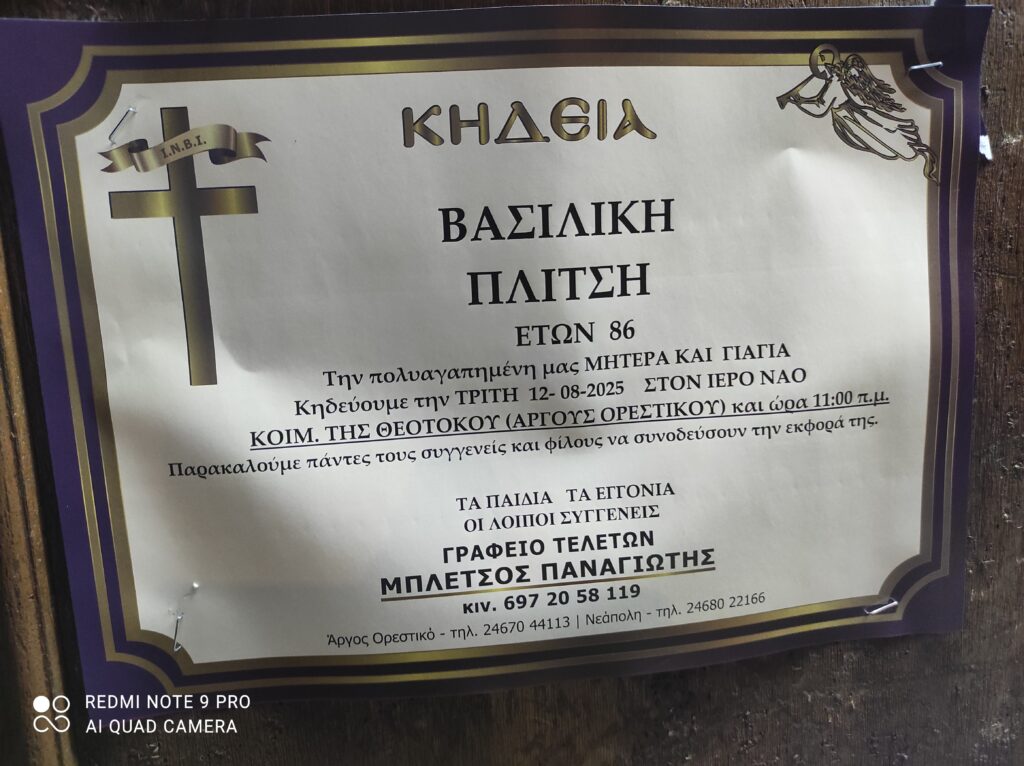 ΚΗΔΕΙΑ
Ι.Ν.Β.Ι.
ΒΑΣΙΛΙΚΗ
ΠΛΙΤΣΗ
ΕΤΩΝ 86
Την πολυαγαπημένη μας ΜΗΤΕΡΑ ΚΑΙ ΓΙΑΓΙΑ
Κηδεύουμε την ΤΡΙΤΗ 12- 08-2025 ΣΤΟΝ ΙΕΡΟ ΝΑΟ
ΚΟΙΜ. ΤΗΣ ΘΕΟΤΟΚΟΥ (ΑΡΓΟΥΣ ΟΡΕΣΤΙΚΟΥ) και ώρα 11:00 π.μ.
Παρακαλούμε πάντες τους συγγενείς και φίλους να συνοδεύσουν την εκφορά της.
ΤΑ ΠΑΙΔΙΑ ΤΑ ΕΓΓΟΝΙΑ
ΟΙ ΛΟΙΠΟΙ ΣΥΓΓΕΝΕΙΣ
ΓΡΑΦΕΙΟ ΤΕΛΕΤΩΝ
ΜΠΛΕΤΣΟΣ ΠΑΝΑΓΙΩΤΗΣ
κιν. 697 20 58 119
Άργος Ορεστικό - τηλ. 24670 44113 | Νεάπολη - τηλ. 24680 22166
REDMI NOTE 9 PRO
AI QUAD CAMERA